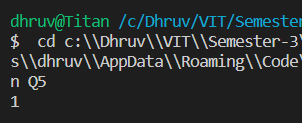 dhruv@Titan /c/Dhruv/VIT/Semester
$ cd c:\\Dhruv\\VIT\\Semester-3\
s\\dhruv\\AppData\\Roaming\\Code\
n Q5
1